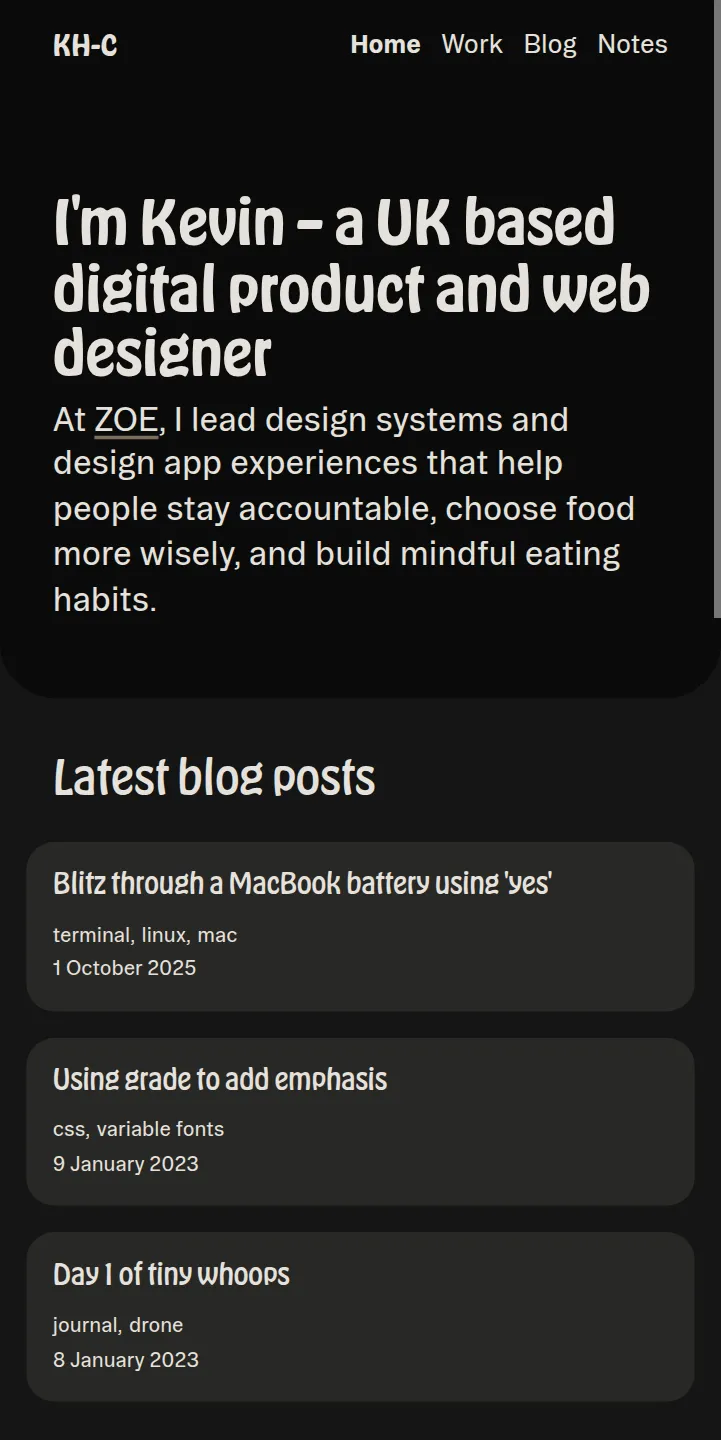 KH-C
Home Work Blog Notes
I'm Kevin – a UK based
digital product and web
designer
At ZOE, I lead design systems and
design app experiences that help
people stay accountable, choose food
more wisely, and build mindful eating
habits.
Latest blog posts
Blitz through a MacBook battery using 'yes'
terminal, linux, mac
1 October 2025
Using grade to add emphasis
css, variable fonts
9 January 2023
Day 1 of tiny whoops
journal, drone
8 January 2023